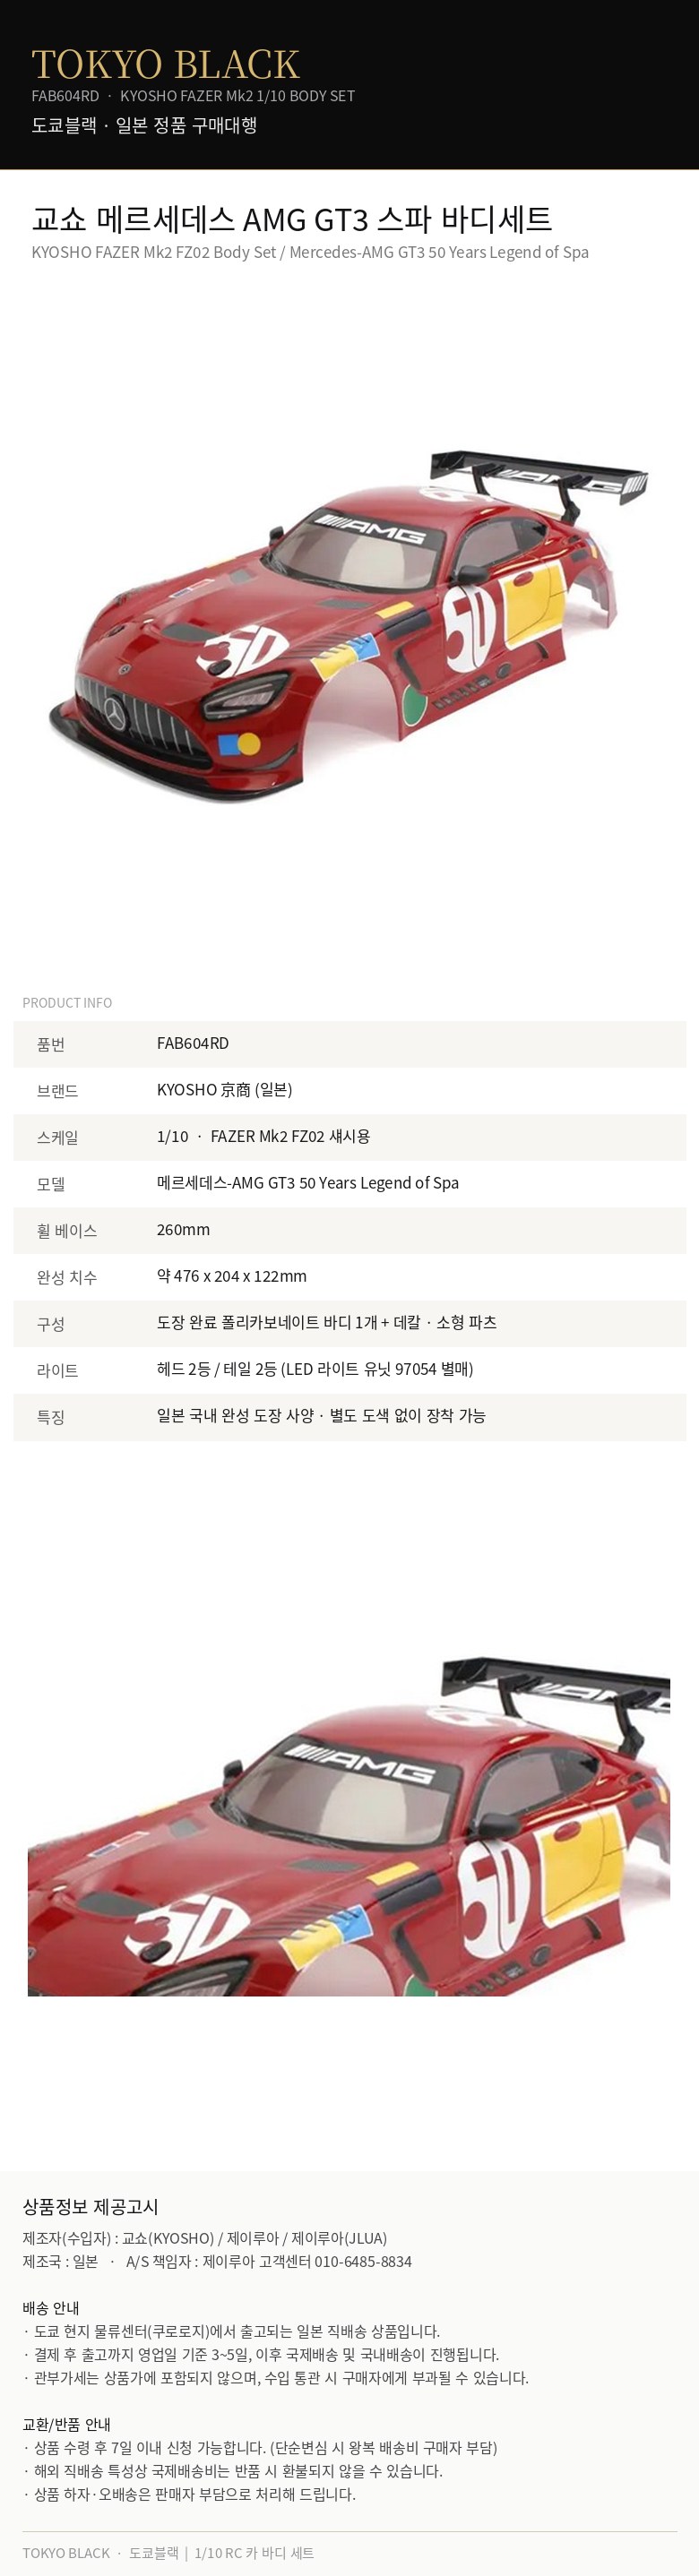 TOKYO BLACK
FAB604RD · KYOSHO FAZER Mk2 1/10 BODY SET
도쿄블랙 · 일본 정품 구매대행
교쇼 메르세데스 AMG GT3 스파 바디세트
KYOSHO FAZER Mk2 FZ02 Body Set / Mercedes-AMG GT3 50 Years Legend of Spa
AMG
AMG
50
50
PRODUCT INFO
품번 FAB604RD
브랜드 KYOSHO 京商 (일본)
스케일 1/10 · FAZER Mk2 FZ02 섀시용
모델 메르세데스-AMG GT3 50 Years Legend of Spa
휠 베이스 260mm
완성 치수 약 476 x 204 x 122mm
구성 도장 완료 폴리카보네이트 바디 1개 + 데칼 · 소형 파츠
라이트 헤드 2등 / 테일 2등 (LED 라이트 유닛 97054 별매)
특징 일본 국내 완성 도장 사양 · 별도 도색 없이 장착 가능
AMG
AMG
50
50
상품정보 제공고시
제조자(수입자) : 교쇼(KYOSHO) / 제이루아 / 제이루아(JLUA)
제조국 : 일본 · A/S 책임자 : 제이루아 고객센터 010-6485-8834
배송 안내
· 도쿄 현지 물류센터(쿠로로지)에서 출고되는 일본 직배송 상품입니다.
· 결제 후 출고까지 영업일 기준 3~5일, 이후 국제배송 및 국내배송이 진행됩니다.
· 관부가세는 상품가에 포함되지 않으며, 수입 통관 시 구매자에게 부과될 수 있습니다.
교환/반품 안내
· 상품 수령 후 7일 이내 신청 가능합니다. (단순변심 시 왕복 배송비 구매자 부담)
· 해외 직배송 특성상 국제배송비는 반품 시 환불되지 않을 수 있습니다.
· 상품 하자·오배송은 판매자 부담으로 처리해 드립니다.
TOKYO BLACK · 도쿄블랙 | 1/10 RC 카 바디 세트